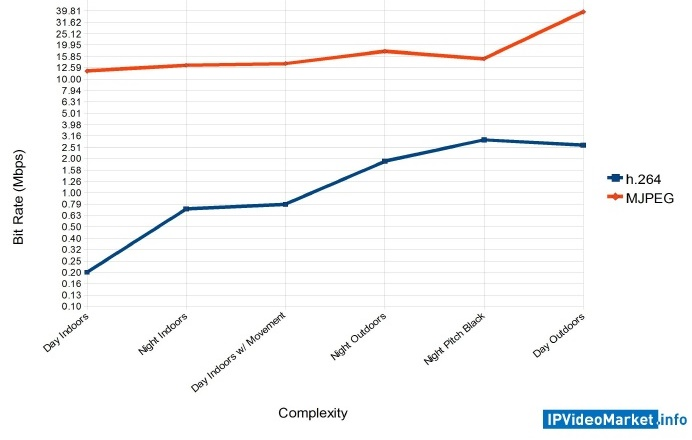 39.81
31.62
25.12
19.95
15.85
12.59
10.00
7.94
6.31
5.01
3.98
3.16
2.51
2.00
1.58
1.26
1.00
0.79
0.63
0.50
0.40
0.32
0.25
0.20
0.16
0.13
0.10
Bit Rate (Mbps)
h.264
MJPEG
Day Indoors
Night Indoors
Day Indoors w/ Movement
Night Outdoors
Night Pitch Black
Day Outdoors
Complexity
IPVideoMarket.info